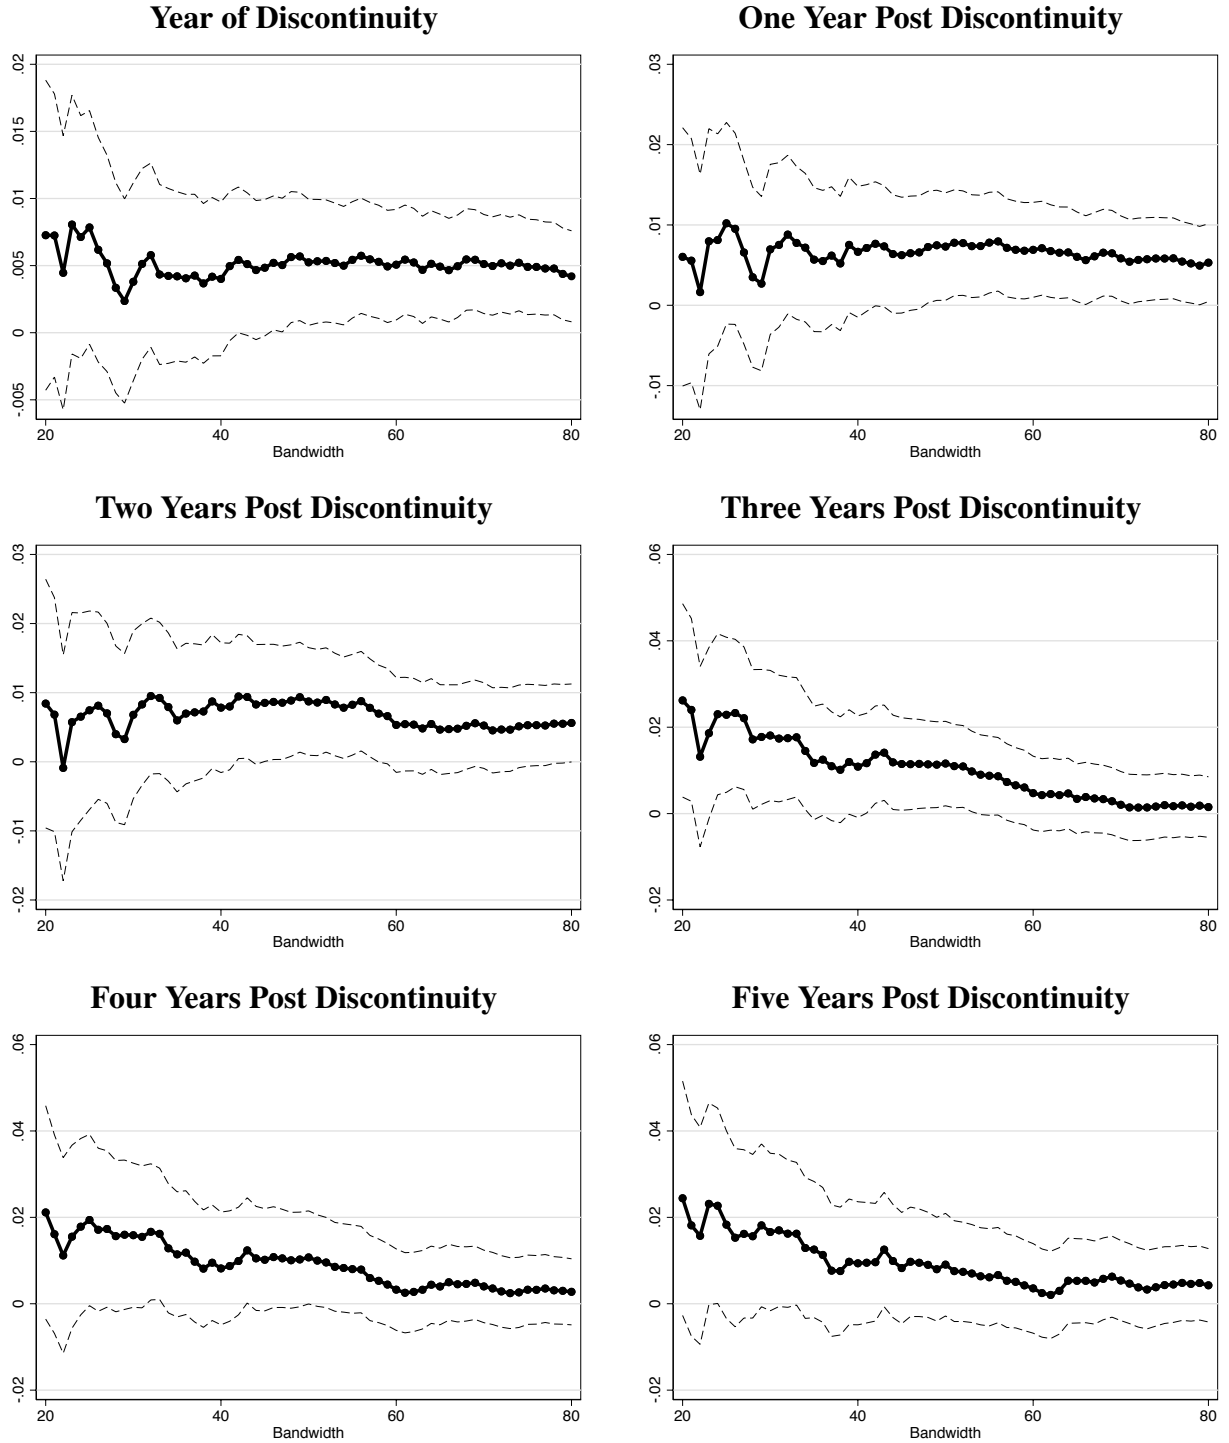 Year of Discontinuity
.02
.015
.01
.005
0
-.005
20 40 60 80
Bandwidth
One Year Post Discontinuity
.03
.02
.01
0
-.01
20 40 60 80
Bandwidth
Two Years Post Discontinuity
.03
.02
.01
0
-.01
-.02
20 40 60 80
Bandwidth
Three Years Post Discontinuity
.06
.04
.02
0
-.02
20 40 60 80
Bandwidth
Four Years Post Discontinuity
.06
.04
.02
0
-.02
20 40 60 80
Bandwidth
Five Years Post Discontinuity
.06
.04
.02
0
-.02
20 40 60 80
Bandwidth